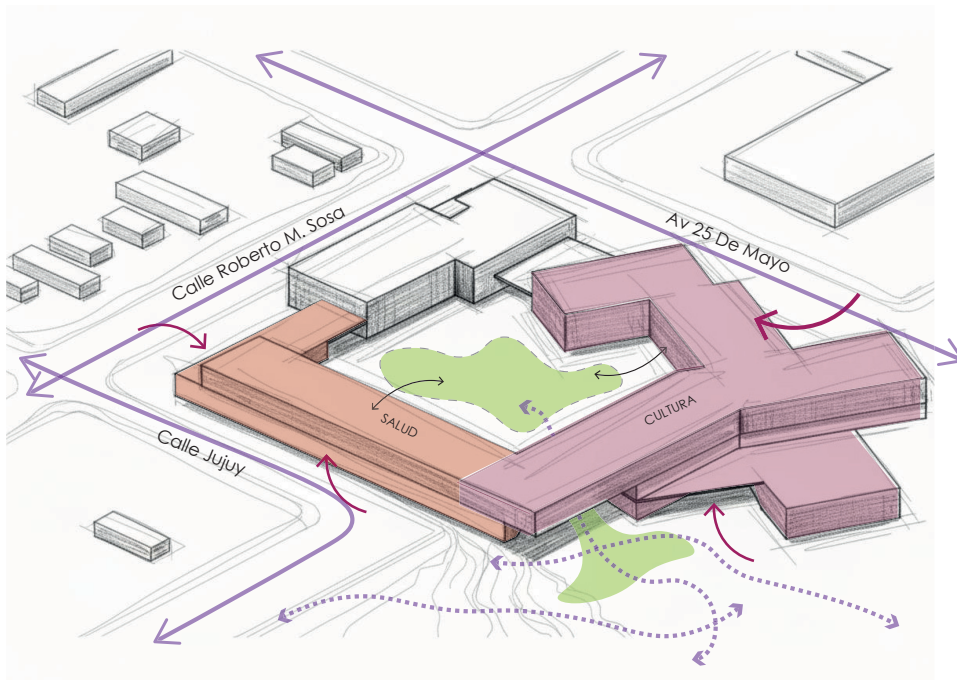 Calle Roberto M. Sosa
Av 25 De Mayo
CULTURA
SALUD
Calle Jujuy